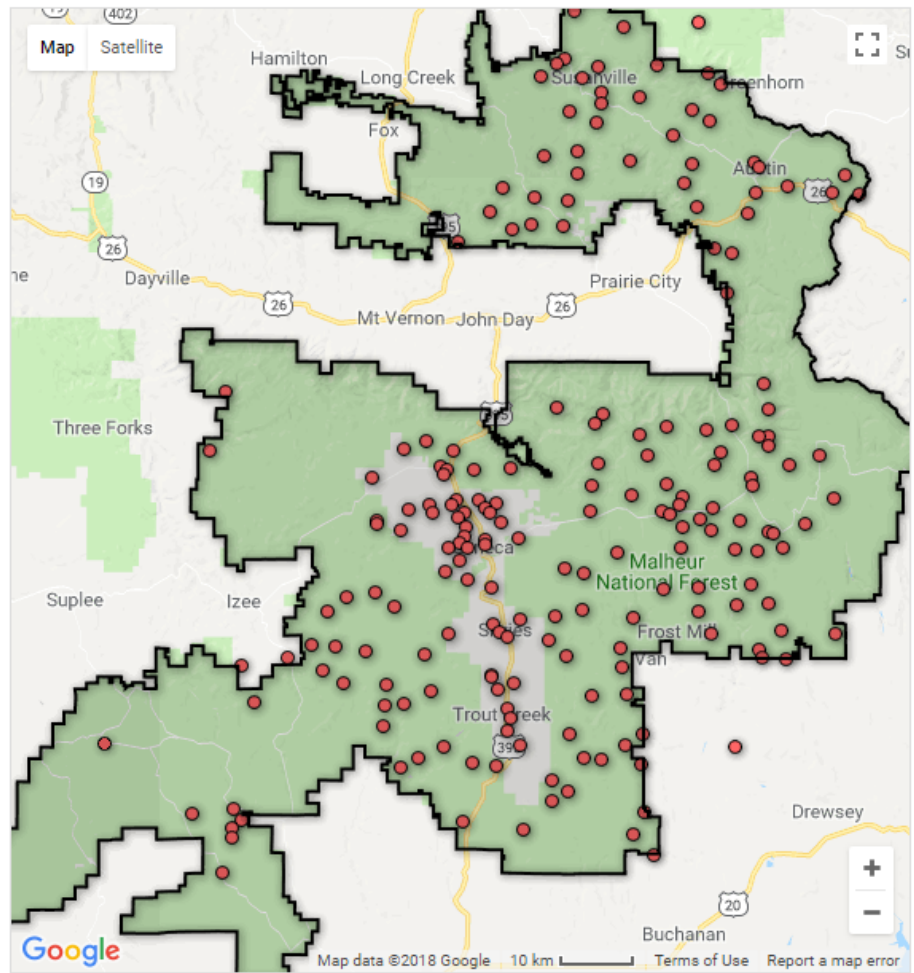 402
Map Satellite
Hamilton
Long Creek
Susanville
Greenhorn
Fox
Austin
19
26
26
Dayville
Prairie City
26
26
Mt Vernon John Day
Three Forks
Seneca
Malheur
National Forest
Suplee
Izee
Silvies
Frost Mill
Van
Trout Creek
395
Drewsey
+
20
−
Buchanan
Google
Map data ©2018 Google 10 km Terms of Use Report a map error